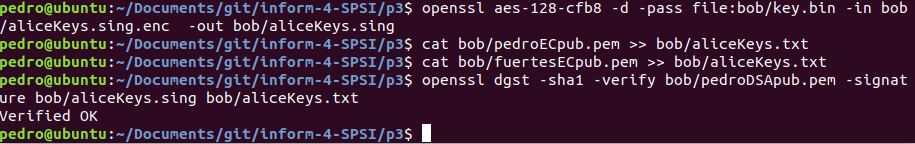 pedro@ubuntu:~/Documents/git/inform-4-SPSI/p3$ openssl aes-128-cfb8 -d -pass file:bob/key.bin -in bob
/aliceKeys.sing.enc  -out bob/aliceKeys.sing
pedro@ubuntu:~/Documents/git/inform-4-SPSI/p3$ cat bob/pedroECpub.pem >> bob/aliceKeys.txt
pedro@ubuntu:~/Documents/git/inform-4-SPSI/p3$ cat bob/fuertesECpub.pem >> bob/aliceKeys.txt
pedro@ubuntu:~/Documents/git/inform-4-SPSI/p3$ openssl dgst -sha1 -verify bob/pedroDSApub.pem -signat
ure bob/aliceKeys.sing bob/aliceKeys.txt
Verified OK
pedro@ubuntu:~/Documents/git/inform-4-SPSI/p3$